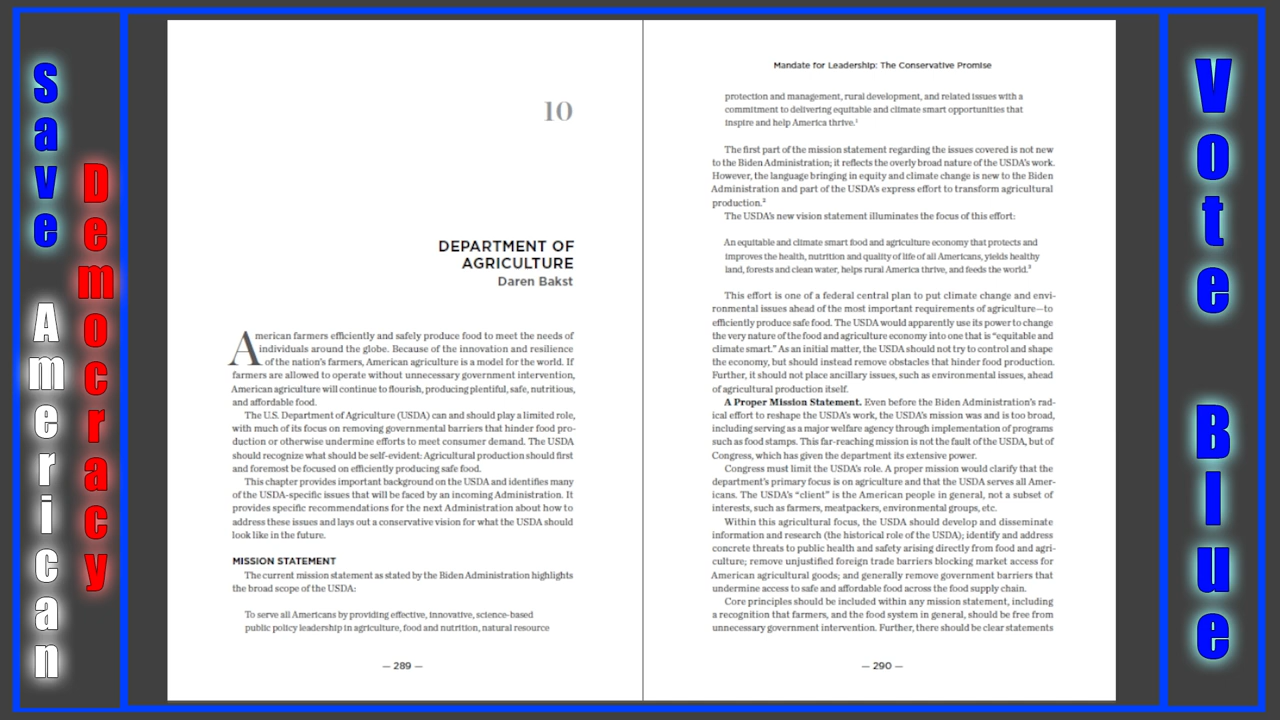 Save
Americin
Democracy
10
DEPARTMENT OF
AGRICULTURE
Daren Bakst
American farmers efficiently and safely produce food to meet the needs of
individuals around the globe. Because of the innovation and resilience
of the nation's farmers, American agriculture is a model for the world. If
farmers are allowed to operate without unnecessary government intervention,
American agriculture will continue to flourish, producing plentiful, safe, nutritious,
and affordable food.
The U.S. Department of Agriculture (USDA) can and should play a limited role,
with much of its focus on removing governmental barriers that hinder food pro-
duction or otherwise undermine efforts to meet consumer demand. The USDA
should recognize what should be self-evident: Agricultural production should first
and foremost be focused on efficiently producing safe food.
This chapter provides important background on the USDA and identifies many
of the USDA-specific issues that will be faced by an incoming Administration. It
provides specific recommendations for the next Administration about how to
address these issues and lays out a conservative vision for what the USDA should
look like in the future.
MISSION STATEMENT
The current mission statement as stated by the Biden Administration highlights
the broad scope of the USDA:
To serve all Americans by providing effective, innovative, science-based
public policy leadership in agriculture, food and nutrition, natural resource
— 289 —
Mandate for Leadership: The Conservative Promise
protection and management, rural development, and related issues with a
commitment to delivering equitable and climate smart opportunities that
inspire and help America thrive.¹
The first part of the mission statement regarding the issues covered is not new
to the Biden Administration; it reflects the overly broad nature of the USDA's work.
However, the language bringing in equity and climate change is new to the Biden
Administration and part of the USDA's express effort to transform agricultural
production.²
The USDA's new vision statement illuminates the focus of this effort:
An equitable and climate smart food and agriculture economy that protects and
improves the health, nutrition and quality of life of all Americans, yields healthy
land, forests and clean water, helps rural America thrive, and feeds the world.³
This effort is one of a federal central plan to put climate change and envi-
ronmental issues ahead of the most important requirements of agriculture—to
efficiently produce safe food. The USDA would apparently use its power to change
the very nature of the food and agriculture economy into one that is “equitable and
climate smart.” As an initial matter, the USDA should not try to control and shape
the economy, but should instead remove obstacles that hinder food production.
Further, it should not place ancillary issues, such as environmental issues, ahead
of agricultural production itself.
A Proper Mission Statement. Even before the Biden Administration's rad-
ical effort to reshape the USDA's work, the USDA's mission was and is too broad,
including serving as a major welfare agency through implementation of programs
such as food stamps. This far-reaching mission is not the fault of the USDA, but of
Congress, which has given the department its extensive power.
Congress must limit the USDA's role. A proper mission would clarify that the
department's primary focus is on agriculture and that the USDA serves all Amer-
icans. The USDA's “client” is the American people in general, not a subset of
interests, such as farmers, meatpackers, environmental groups, etc.
Within this agricultural focus, the USDA should develop and disseminate
information and research (the historical role of the USDA); identify and address
concrete threats to public health and safety arising directly from food and agri-
culture; remove unjustified foreign trade barriers blocking market access for
American agricultural goods; and generally remove government barriers that
undermine access to safe and affordable food across the food supply chain.
Core principles should be included within any mission statement, including
a recognition that farmers, and the food system in general, should be free from
unnecessary government intervention. Further, there should be clear statements
— 290 —
Vote
Blue